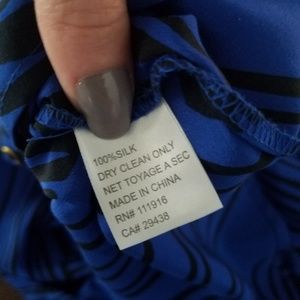 100%SILK
DRY CLEAN ONLY
NET TOYAGE A SEC
MADE IN CHINA
RN# 111916
CA# 29438